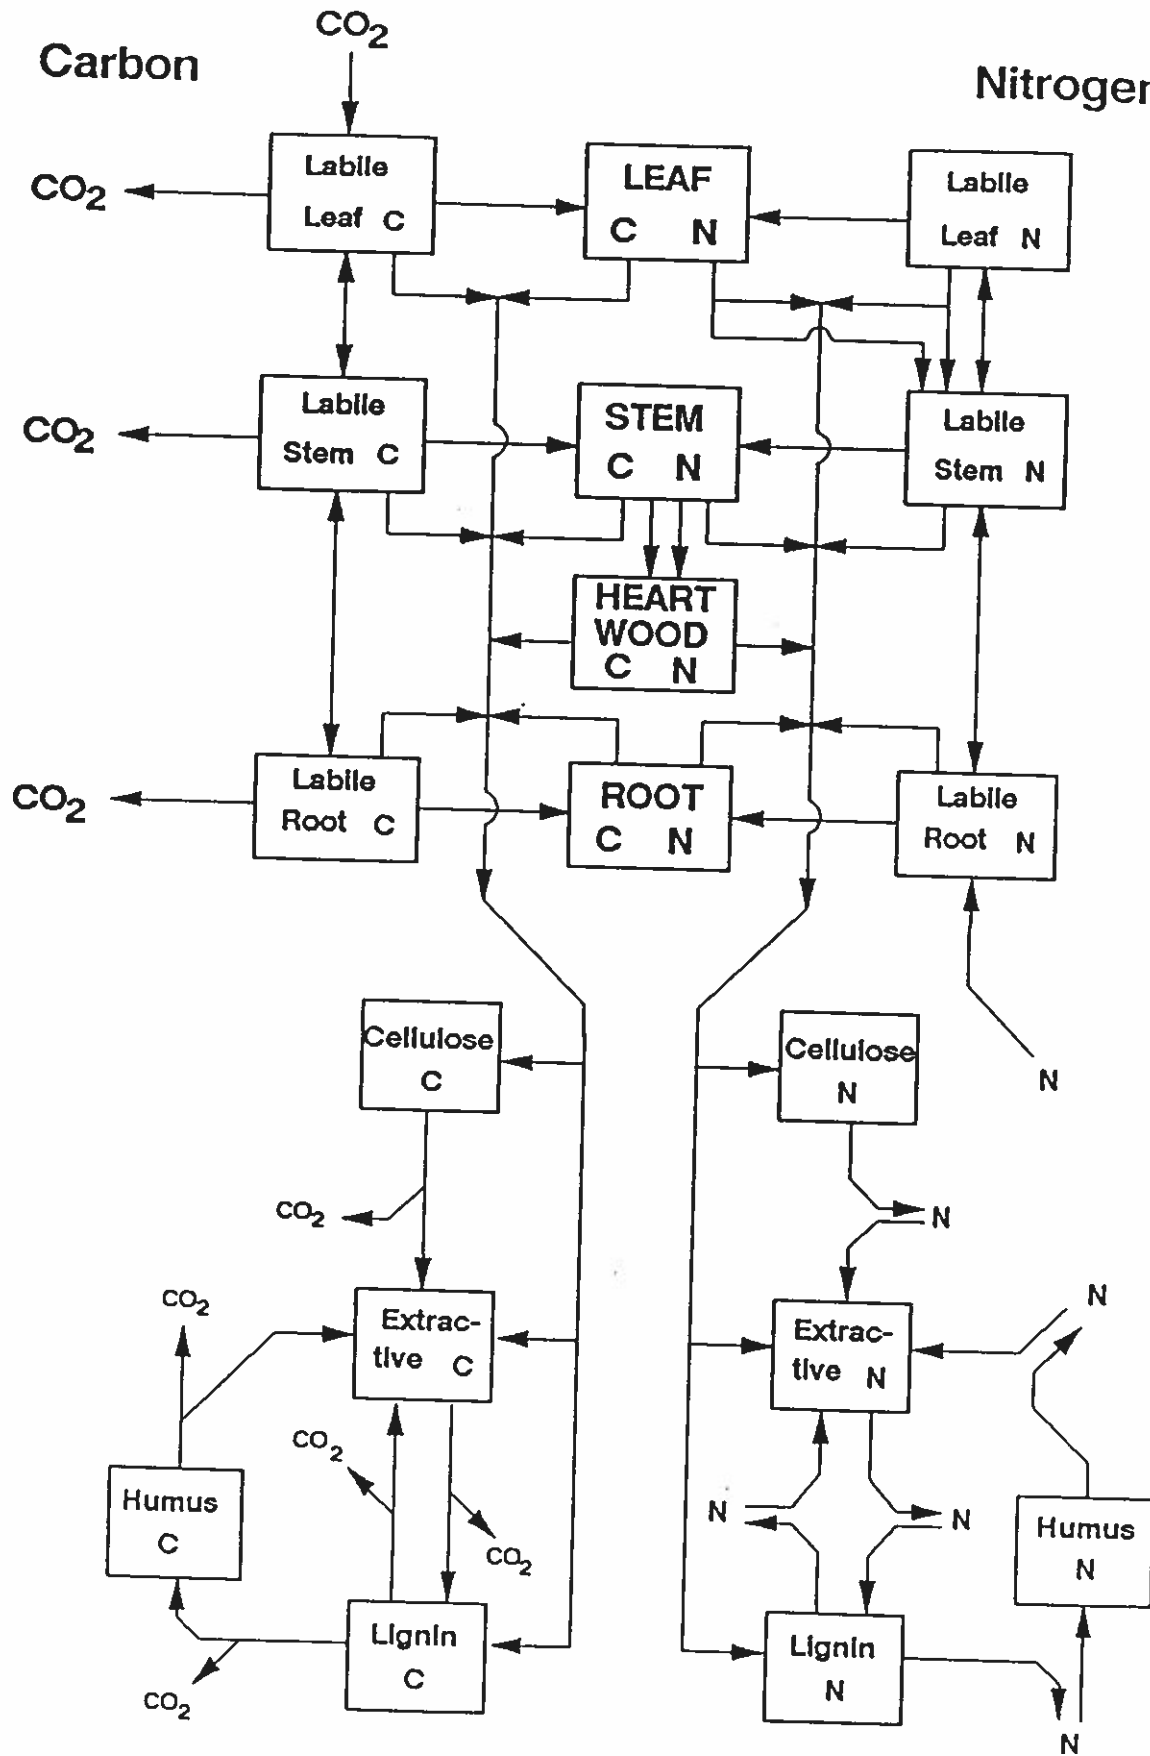 CO2
Carbon
Nitrogen
Labile
Leaf C
LEAF
C N
Labile
Leaf N
CO2
Labile
Stem C
STEM
C N
Labile
Stem N
CO2
HEART
WOOD
C N
Labile
Root C
ROOT
C N
Labile
Root N
CO2
Cellulose
C
Cellulose
N
N
CO2
N
CO2
Extrac-
tive C
Extrac-
tive N
N
CO2
Humus
C
CO2
N
N
Humus
N
Lignin
C
Lignin
N
CO2
N